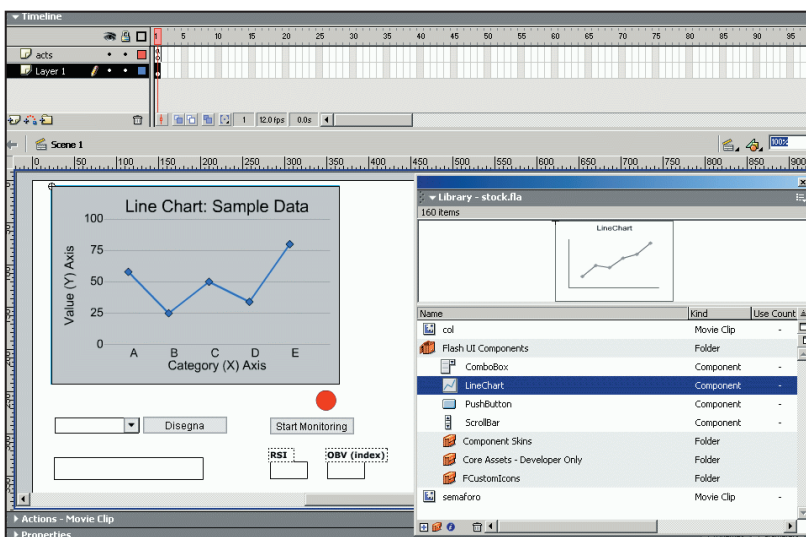 Timeline
1 5 10 15 20 25 30 35 40 45 50 55 60 65 70 75 80 85 90 95
acts
Layer 1
1 12.0 fps 0.0s
Scene 1
100%
0 50 100 150 200 250 300 350 400 450 500 550 600 650 700 750 800 850 900
Line Chart: Sample Data
Value (Y) Axis
100
75
50
25
0
A B C D E
Category (X) Axis
Disegna
Start Monitoring
RSI
OBV (index)
Library - stock.fla
160 items
LineChart
Name Kind Use Count
col Movie Clip -
Flash UI Components Folder
ComboBox Component -
LineChart Component -
PushButton Component -
ScrollBar Component -
Component Skins Folder
Core Assets - Developer Only Folder
FCustomIcons Folder
semaforo Movie Clip -
Actions - Movie Clip
Properties